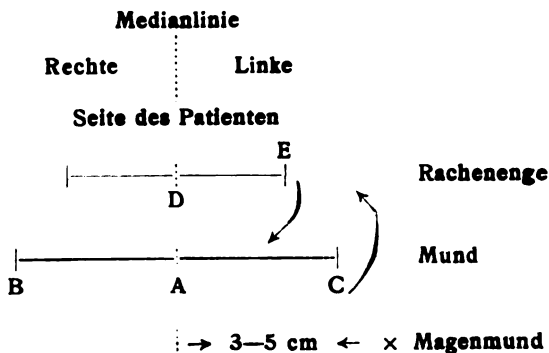 Medianlinie
Rechte Linke
Seite des Patienten
E
Rachenenge
D
Mund
B A C
→ 3—5 cm ← × Magenmund